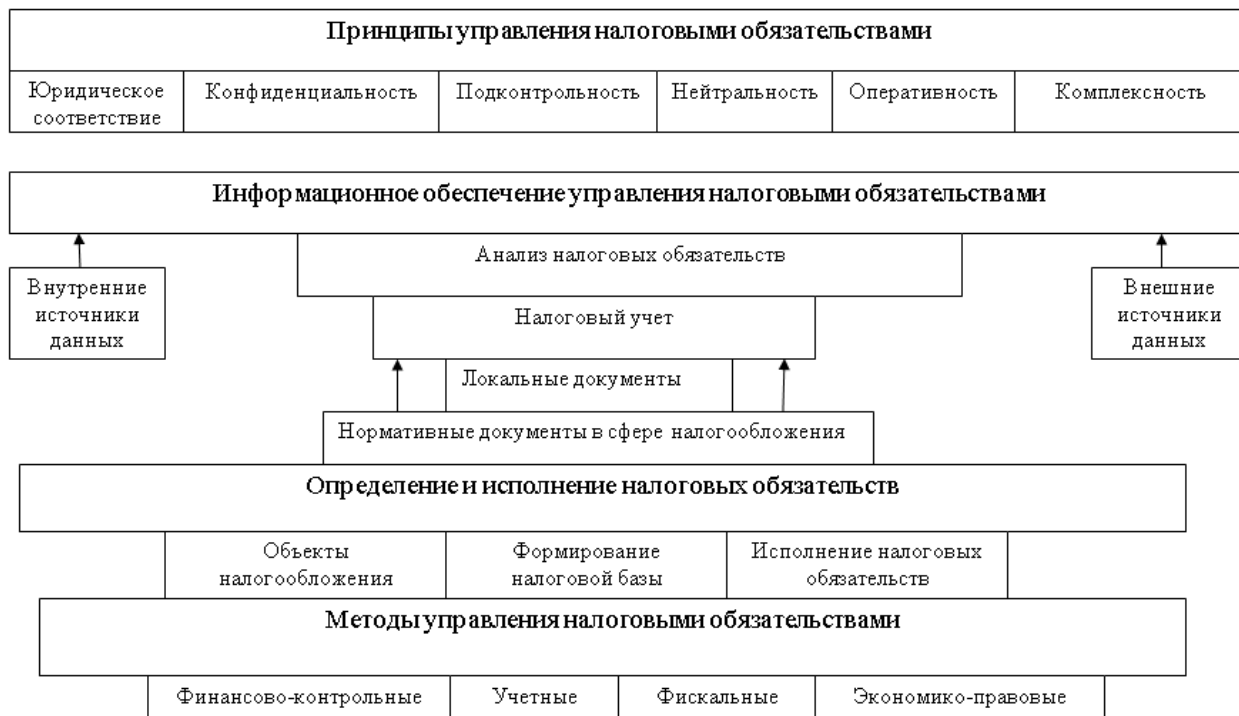 Принципы управления налоговыми обязательствами
Юридическое
соответствие
Конфиденциальность
Подконтрольность
Нейтральность
Оперативность
Комплексность
Информационное обеспечение управления налоговыми обязательствами
Анализ налоговых обязательств
Внутренние
источники
данных
Внешние
источники
данных
Налоговый учет
Локальные документы
Нормативные документы в сфере налогообложения
Определение и исполнение налоговых обязательств
Объекты
налогообложения
Формирование
налоговой базы
Исполнение налоговых
обязательств
Методы управления налоговыми обязательствами
Финансово-контрольные
Учетные
Фискальные
Экономико-правовые